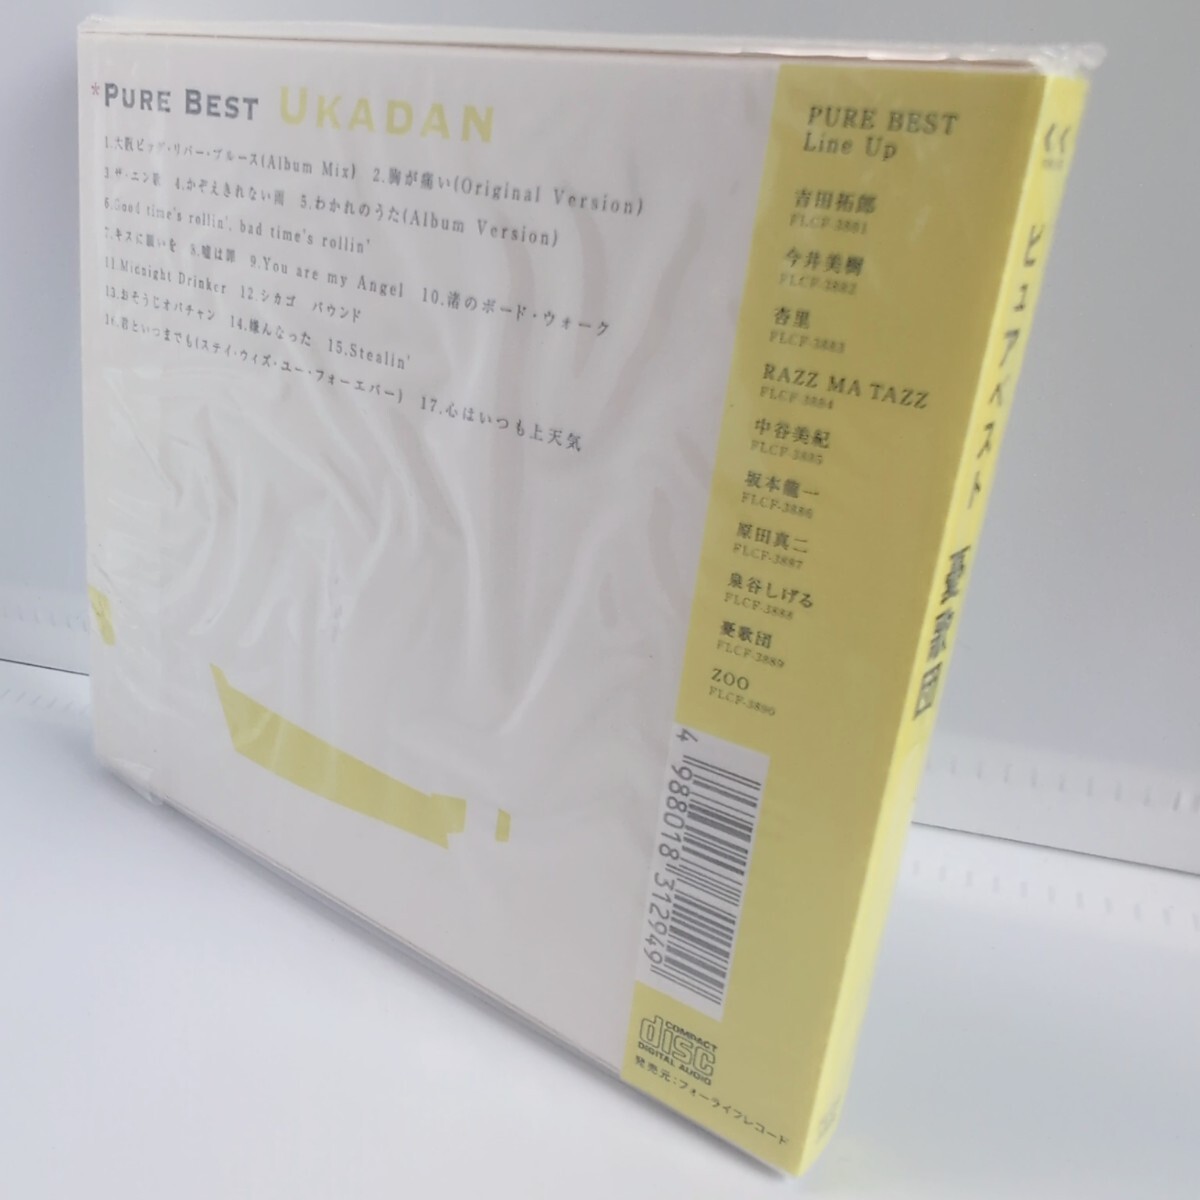 *PURE BEST UKADAN
1.大阪ビッグ・リバー・ブルース(Album Mix) 2.胸が痛い(Original Version)
3.ザ・エン歌 4.かぞえきれない雨 5.わかれのうた(Album Version)
6.Good time's rollin', bad time's rollin'
7.キスに願いを 8.嘘は罪 9.You are my Angel 10.渚のボード・ウォーク
11.Midnight Drinker 12.シカゴ バウンド
13.おそうじオバチャン 14.嫌んなった 15.Stealin'
16.君といつまでも(ステイ・ウィズ・ユー・フォーエバー) 17.心はいつも上天気
PURE BEST
Line Up
吉田拓郎
FLCF-3881
今井美樹
FLCF-3882
杏里
FLCF-3883
RAZZ MA TAZZ
FLCF-3884
中谷美紀
FLCF-3885
坂本龍一
FLCF-3886
原田真二
FLCF-3887
泉谷しげる
FLCF-3888
憂歌団
FLCF-3889
ZOO
FLCF-3890
4 988018 312949
COMPACT
disc
DIGITAL AUDIO
発売元:フォーライフレコード
ピュアベスト 憂歌団